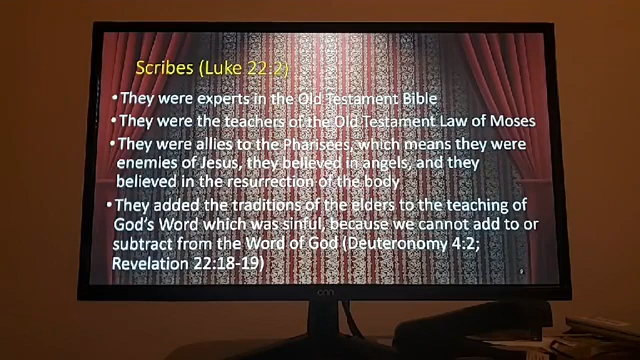 Scribes (Luke 22:2)
•They were experts in the Old Testament Bible
•They were the teachers of the Old Testament Law of Moses
•They were allies to the Pharisees, which means they were
enemies of Jesus, they believed in angels, and they
believed in the resurrection of the body
•They added the traditions of the elders to the teaching of
God's Word which was sinful, because we cannot add to or
subtract from the Word of God (Deuteronomy 4:2;
Revelation 22:18-19)
onn